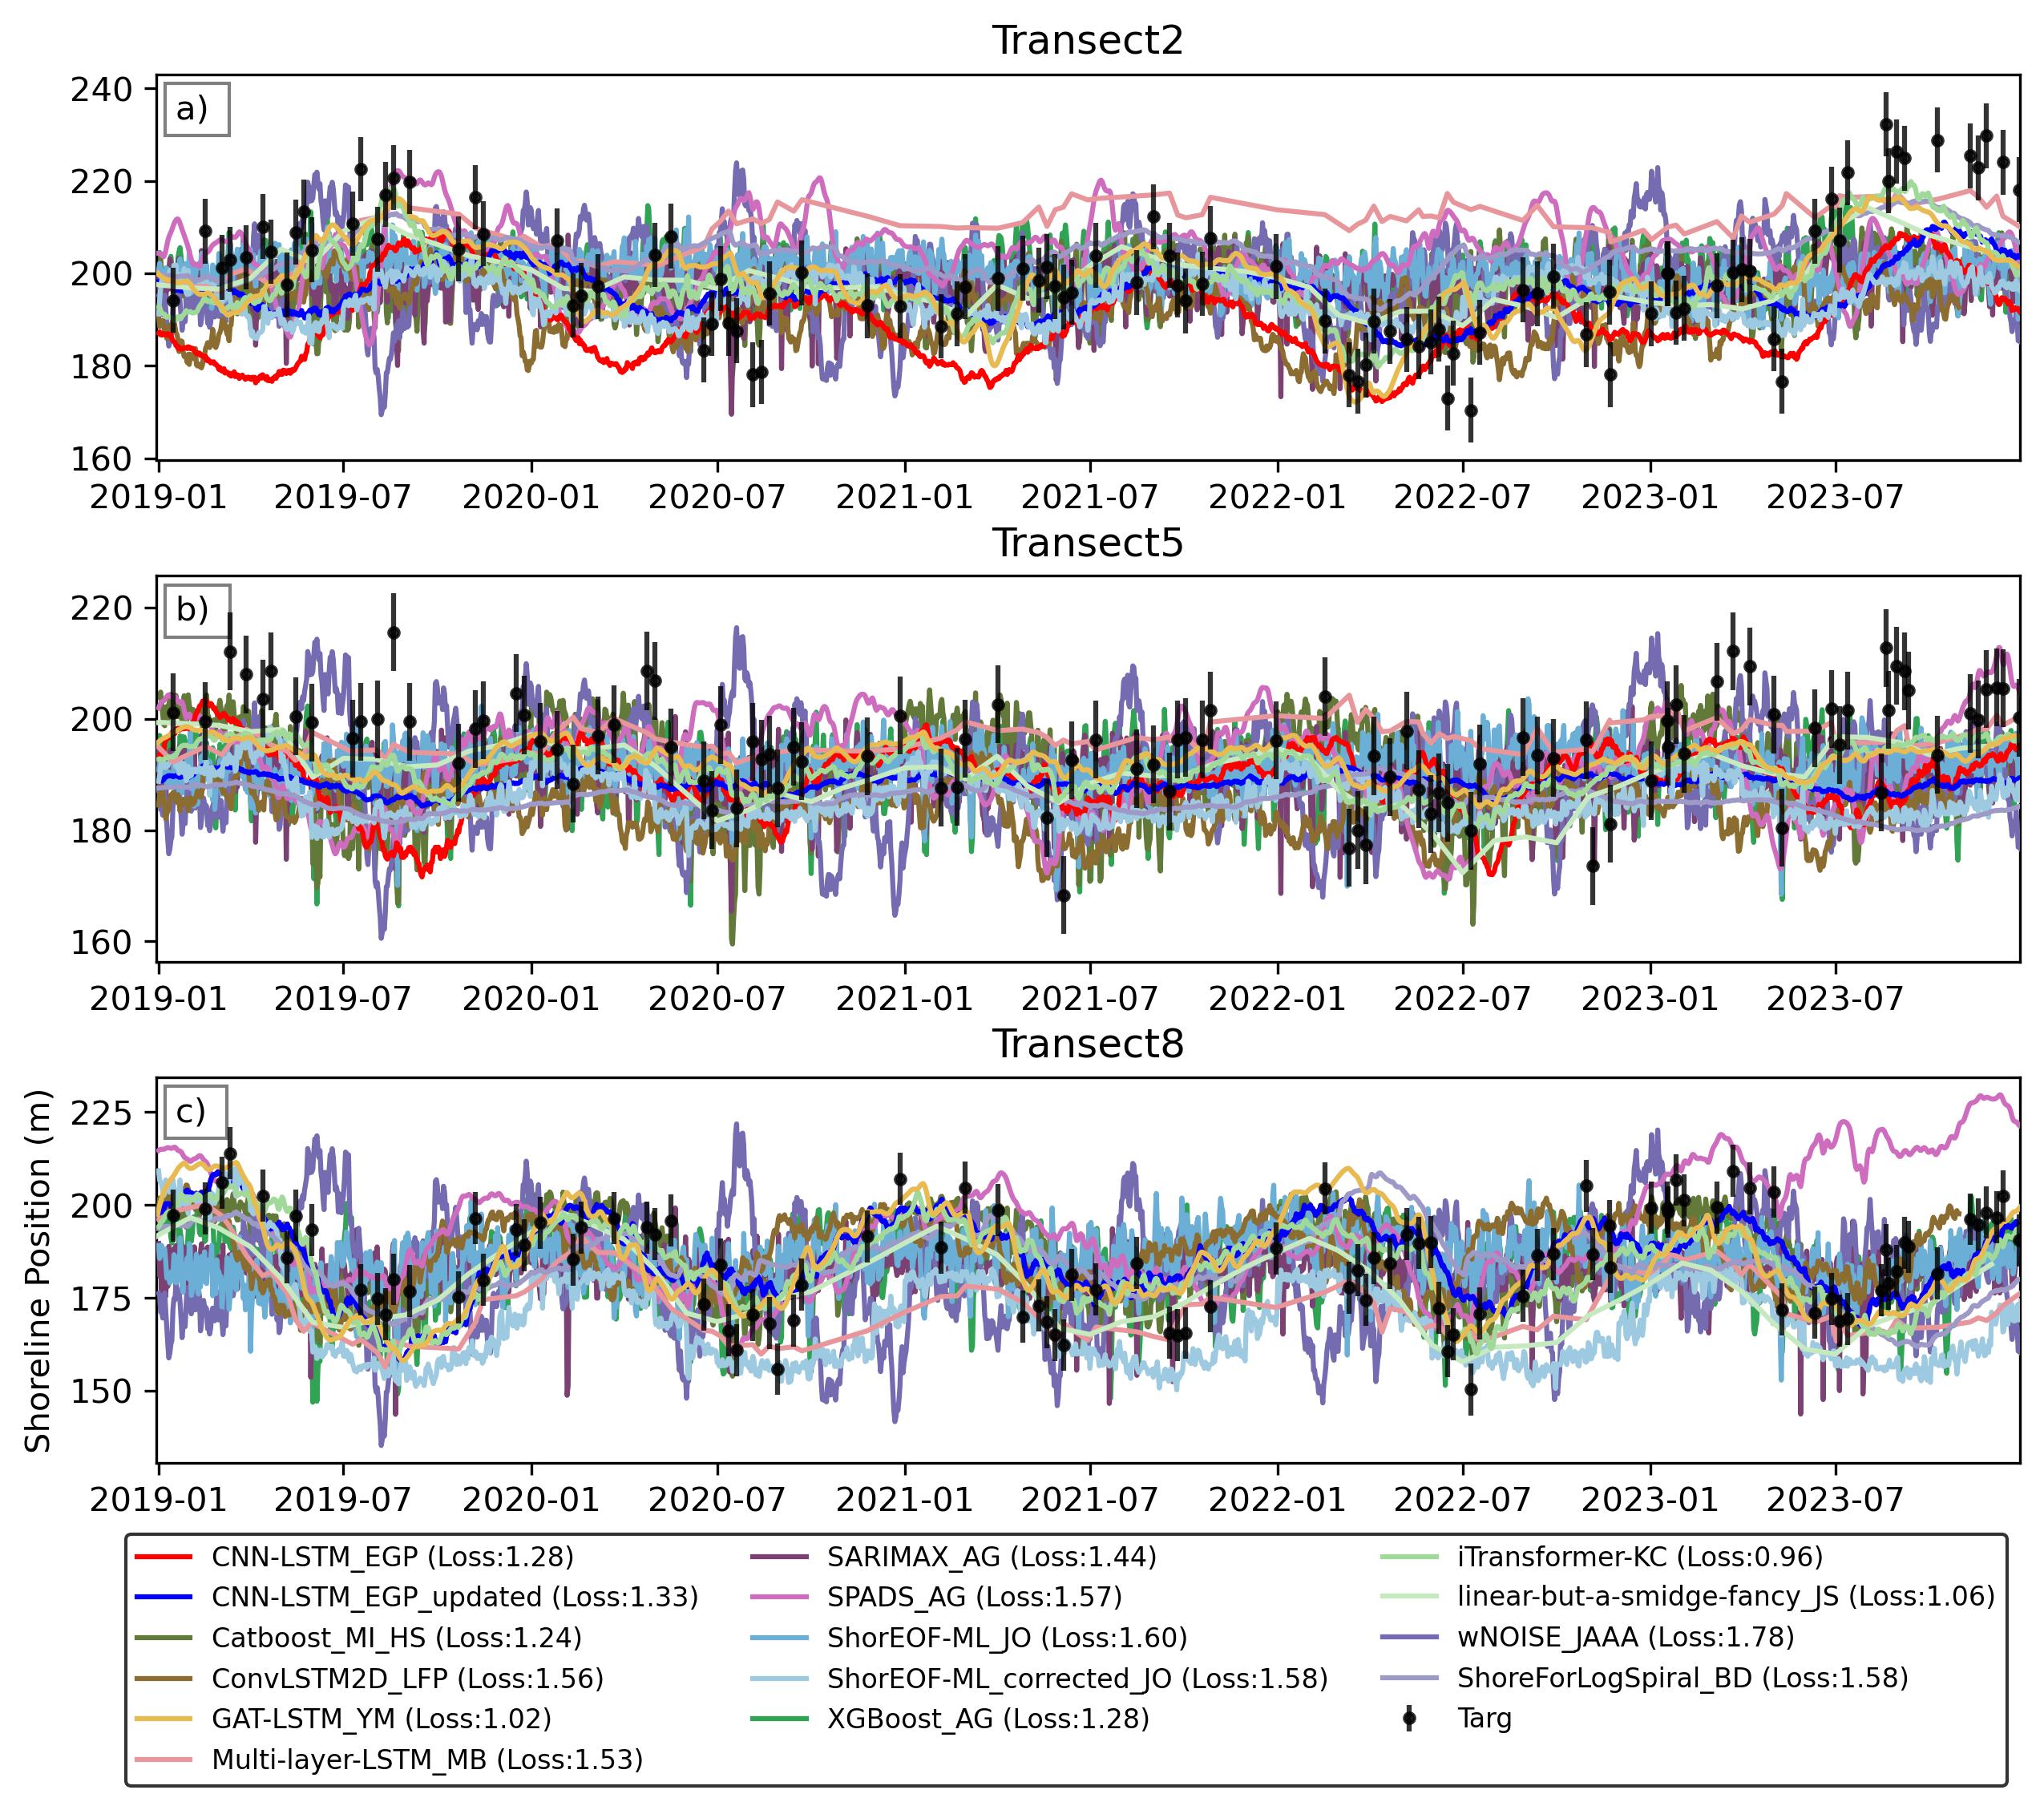 Transect2
a)
240
220
200
180
160
2019-01 2019-07 2020-01 2020-07 2021-01 2021-07 2022-01 2022-07 2023-01 2023-07
Transect5
b)
220
200
180
160
2019-01 2019-07 2020-01 2020-07 2021-01 2021-07 2022-01 2022-07 2023-01 2023-07
Transect8
c)
Shoreline Position (m)
225
200
175
150
2019-01 2019-07 2020-01 2020-07 2021-01 2021-07 2022-01 2022-07 2023-01 2023-07
CNN-LSTM_EGP (Loss:1.28)
CNN-LSTM_EGP_updated (Loss:1.33)
Catboost_MI_HS (Loss:1.24)
ConvLSTM2D_LFP (Loss:1.56)
GAT-LSTM_YM (Loss:1.02)
Multi-layer-LSTM_MB (Loss:1.53)
SARIMAX_AG (Loss:1.44)
SPADS_AG (Loss:1.57)
ShorEOF-ML_JO (Loss:1.60)
ShorEOF-ML_corrected_JO (Loss:1.58)
XGBoost_AG (Loss:1.28)
iTransformer-KC (Loss:0.96)
linear-but-a-smidge-fancy_JS (Loss:1.06)
wNOISE_JAAA (Loss:1.78)
ShoreForLogSpiral_BD (Loss:1.58)
Targ